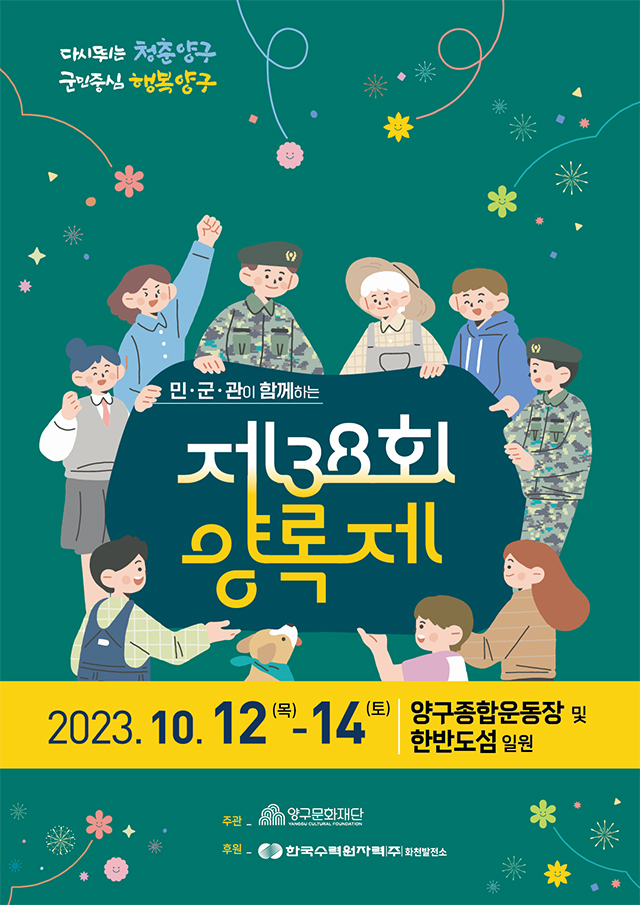 다시뛰는 청춘양구
군민중심 행복양구
민·군·관이 함께하는
제38회
양록제
2023. 10. 12(목) - 14(토)
양구종합운동장 및
한반도섬 일원
주관 _ 양구문화재단
YANGGU CULTURAL FOUNDATION
후원 _ 한국수력원자력(주) | 화천발전소